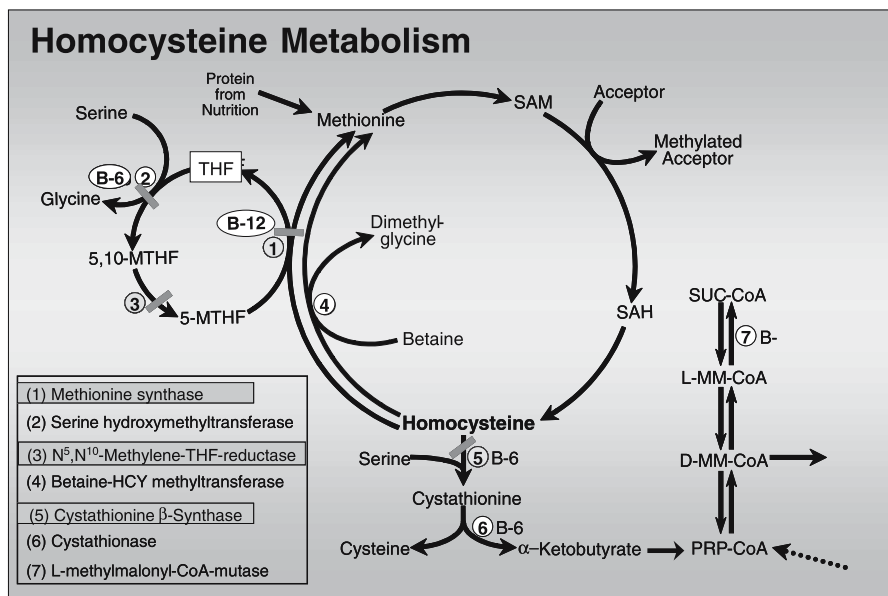 Homocysteine Metabolism
Protein
from
Nutrition
Methionine
SAM
Acceptor
Methylated
Acceptor
Serine
THF
B-6
2
Glycine
B-12
1
5,10-MTHF
3
5-MTHF
Dimethyl-
glycine
4
Betaine
SAH
SUC-CoA
7 B-
L-MM-CoA
D-MM-CoA
PRP-CoA
Homocysteine
Serine
5 B-6
Cystathionine
6 B-6
Cysteine
α-Ketobutyrate
(1) Methionine synthase
(2) Serine hydroxymethyltransferase
(3) N⁵,N¹⁰-Methylene-THF-reductase
(4) Betaine-HCY methyltransferase
(5) Cystathionine β-Synthase
(6) Cystathionase
(7) L-methylmalonyl-CoA-mutase